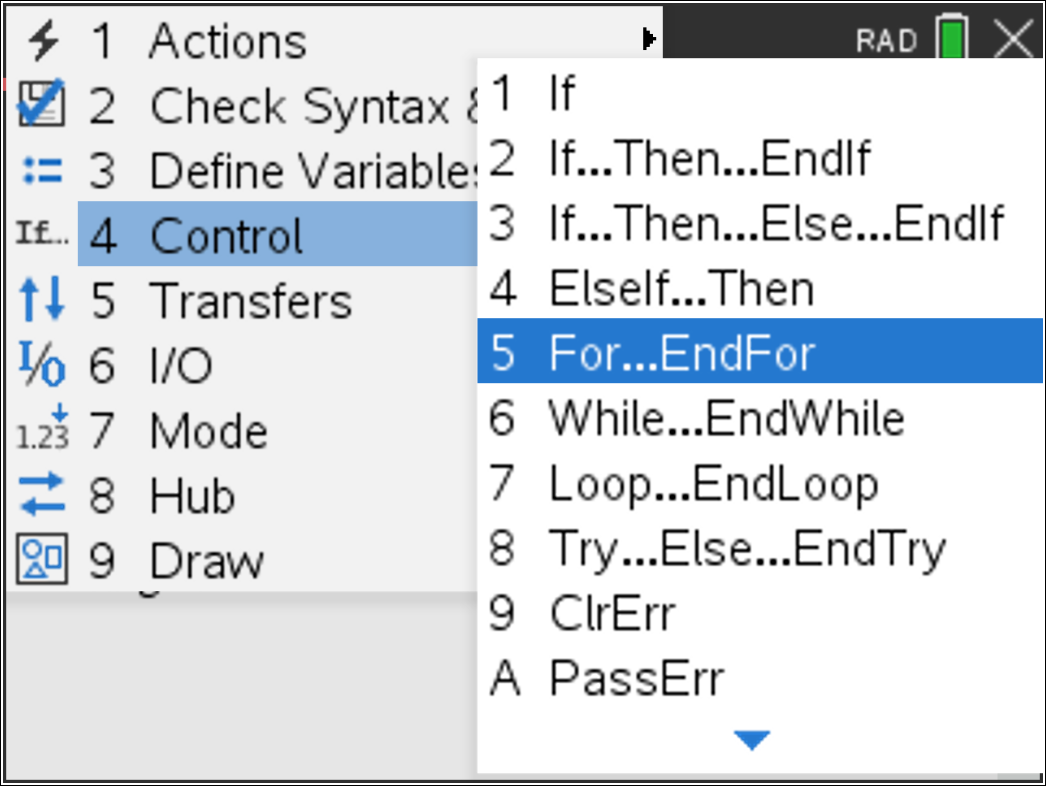 1 Actions
2 Check Syntax &
3 Define Variables
If... 4 Control
5 Transfers
I/O 6 I/O
1.23 7 Mode
8 Hub
9 Draw
RAD
1 If
2 If...Then...EndIf
3 If...Then...Else...EndIf
4 ElseIf...Then
5 For...EndFor
6 While...EndWhile
7 Loop...EndLoop
8 Try...Else...EndTry
9 ClrErr
A PassErr